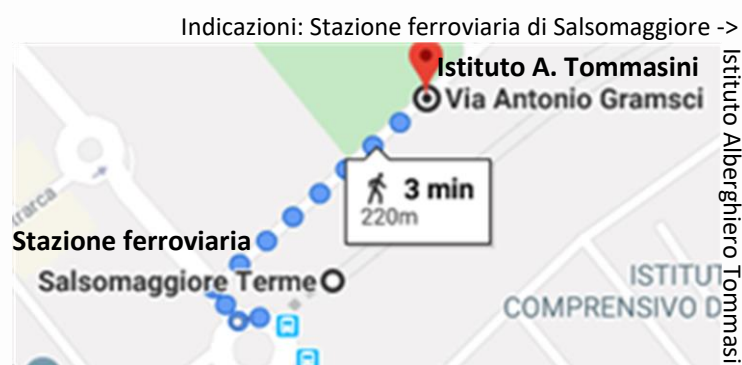 Indicazioni: Stazione ferroviaria di Salsomaggiore ->
Istituto Alberghiero Tommasi
Istituto A. Tommasini
Via Antonio Gramsci
3 min
220m
Stazione ferroviaria
Salsomaggiore Terme
ISTITUT
COMPRENSIVO D